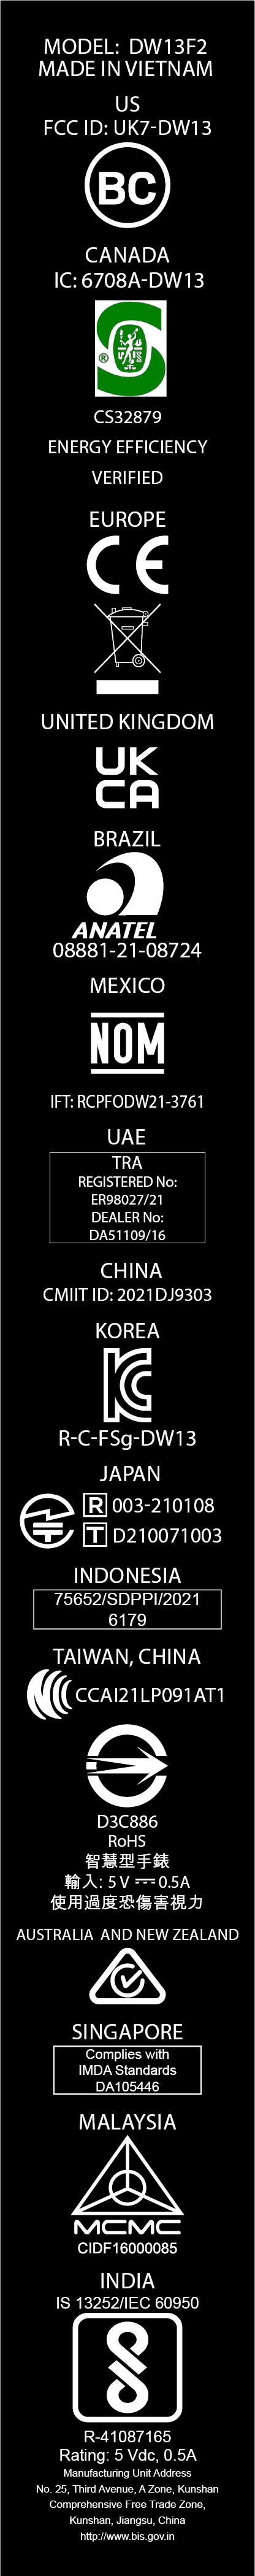 MODEL: DW13F2
MADE IN VIETNAM
US
FCC ID: UK7-DW13
BC
CANADA
IC: 6708A-DW13
®
CS32879
ENERGY EFFICIENCY
VERIFIED
EUROPE
CE
UNITED KINGDOM
UK
CA
BRAZIL
ANATEL
08881-21-08724
MEXICO
NOM
IFT: RCPFODW21-3761
UAE
TRA
REGISTERED No:
ER98027/21
DEALER No:
DA51109/16
CHINA
CMIIT ID: 2021DJ9303
KOREA
R-C-FSg-DW13
JAPAN
R 003-210108
T D210071003
INDONESIA
75652/SDPPI/2021
6179
TAIWAN, CHINA
CCAI21LP091AT1
D3C886
RoHS
智慧型手錶
輸入: 5 V ⎓ 0.5A
使用過度恐傷害視力
AUSTRALIA AND NEW ZEALAND
SINGAPORE
Complies with
IMDA Standards
DA105446
MALAYSIA
MCMC
CIDF16000085
INDIA
IS 13252/IEC 60950
R-41087165
Rating: 5 Vdc, 0.5A
Manufacturing Unit Address
No. 25, Third Avenue, A Zone, Kunshan
Comprehensive Free Trade Zone,
Kunshan, Jiangsu, China
http://www.bis.gov.in